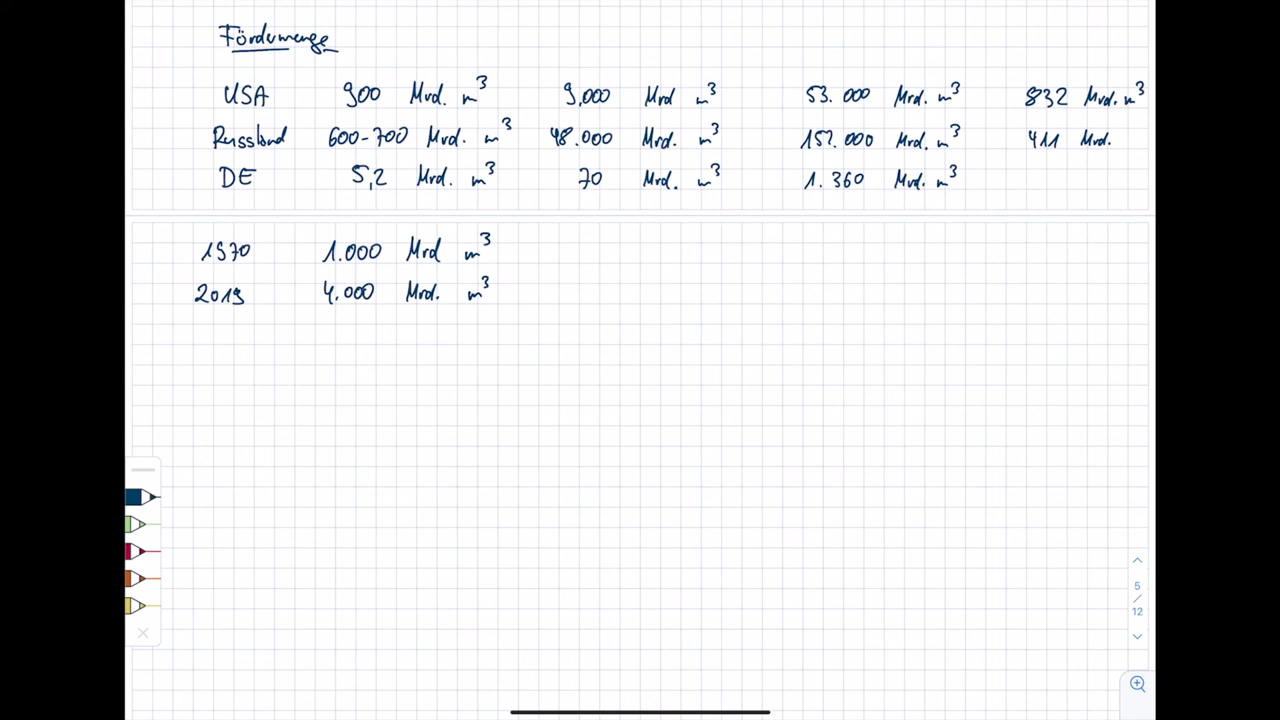 Fördermenge
USA 900 Mrd. m³ 9.000 Mrd m³ 53.000 Mrd. m³ 832 Mrd. m³
Russland 600-700 Mrd. m³ 48.000 Mrd. m³ 152.000 Mrd. m³ 411 Mrd.
DE 5,2 Mrd. m³ 70 Mrd. m³ 1.360 Mrd. m³
1970 1.000 Mrd m³
2019 4.000 Mrd. m³
5
/
12